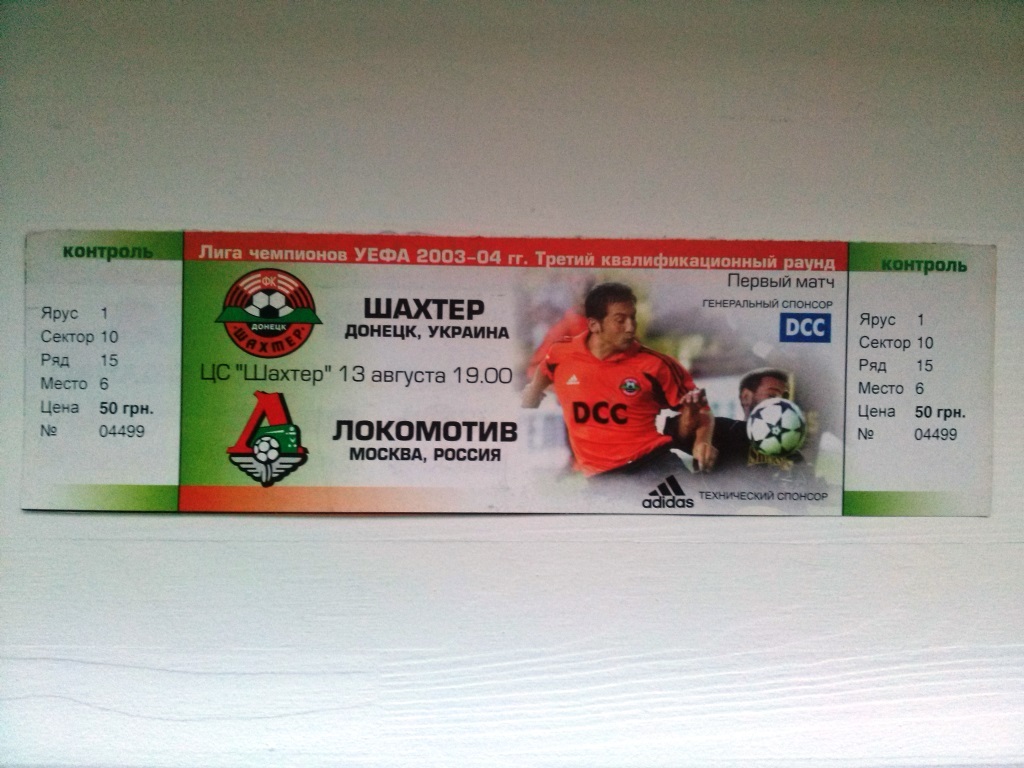 контроль
Ярус 1
Сектор 10
Ряд 15
Место 6
Цена 50 грн.
№ 04499
Лига чемпионов УЕФА 2003-04 гг. Третий квалификационный раунд
Первый матч
ФК
ДОНЕЦК
ШАХТЕР
ШАХТЕР
ДОНЕЦК, УКРАИНА
ЦС "Шахтер" 13 августа 19.00
ЛОКОМОТИВ
МОСКВА, РОССИЯ
ГЕНЕРАЛЬНЫЙ СПОНСОР
DCC
DCC
adidas
ТЕХНИЧЕСКИЙ СПОНСОР
контроль
Ярус 1
Сектор 10
Ряд 15
Место 6
Цена 50 грн.
№ 04499